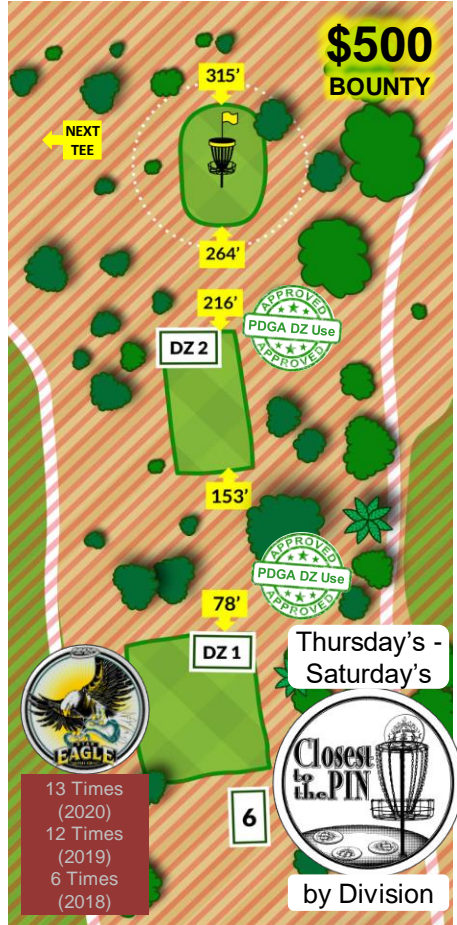 $500
BOUNTY
315’
NEXT
TEE
264’
216’
APPROVED
PDGA DZ Use
APPROVED
DZ 2
153’
APPROVED
PDGA DZ Use
APPROVED
78’
DZ 1
Thursday’s -
Saturday’s
EAGLE
Closest
to
the PIN
13 Times
(2020)
12 Times
(2019)
6 Times
(2018)
6
by Division